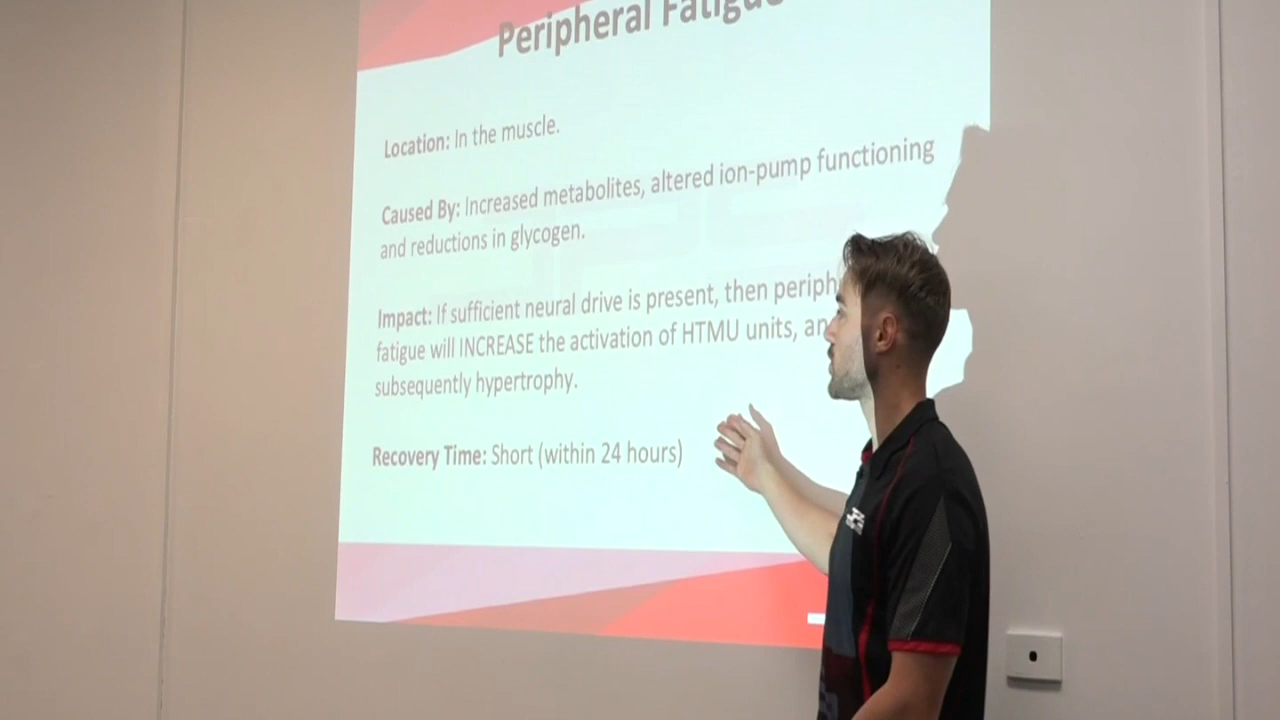 Peripheral Fatigue
Location: In the muscle.
Caused By: Increased metabolites, altered ion-pump functioning
and reductions in glycogen.
Impact: If sufficient neural drive is present, then periph
fatigue will INCREASE the activation of HTMU units, an
subsequently hypertrophy.
Recovery Time: Short (within 24 hours)